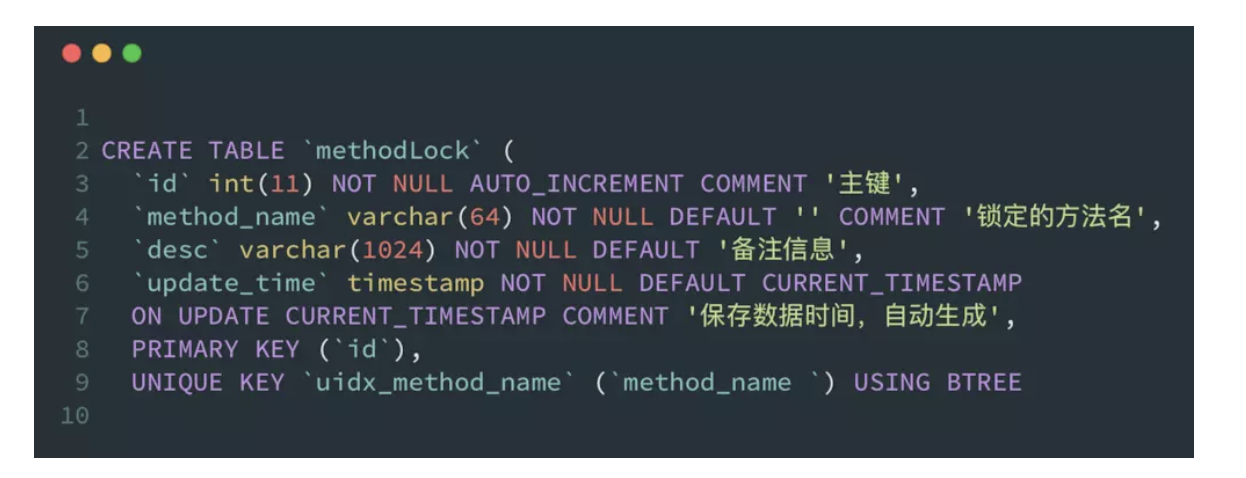 1
2 CREATE TABLE `methodLock` (
3 `id` int(11) NOT NULL AUTO_INCREMENT COMMENT '主键',
4 `method_name` varchar(64) NOT NULL DEFAULT '' COMMENT '锁定的方法名',
5 `desc` varchar(1024) NOT NULL DEFAULT '备注信息',
6 `update_time` timestamp NOT NULL DEFAULT CURRENT_TIMESTAMP
7 ON UPDATE CURRENT_TIMESTAMP COMMENT '保存数据时间，自动生成',
8 PRIMARY KEY (`id`),
9 UNIQUE KEY `uidx_method_name` (`method_name `) USING BTREE
10